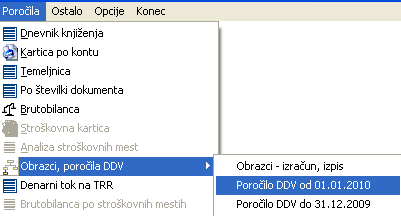 Poročila Ostalo Opcije Konec
Dnevnik knjiženja
Kartica po kontu
Temeljnica
Po številki dokumenta
Brutobilanca
Stroškovna kartica
Analiza stroškovnih mest
Obrazci, poročila DDV
Obrazci - izračun, izpis
Denarni tok na TRR
Poročilo DDV od 01.01.2010
Brutobilanca po stroškovnih mestih
Poročilo DDV do 31.12.2009